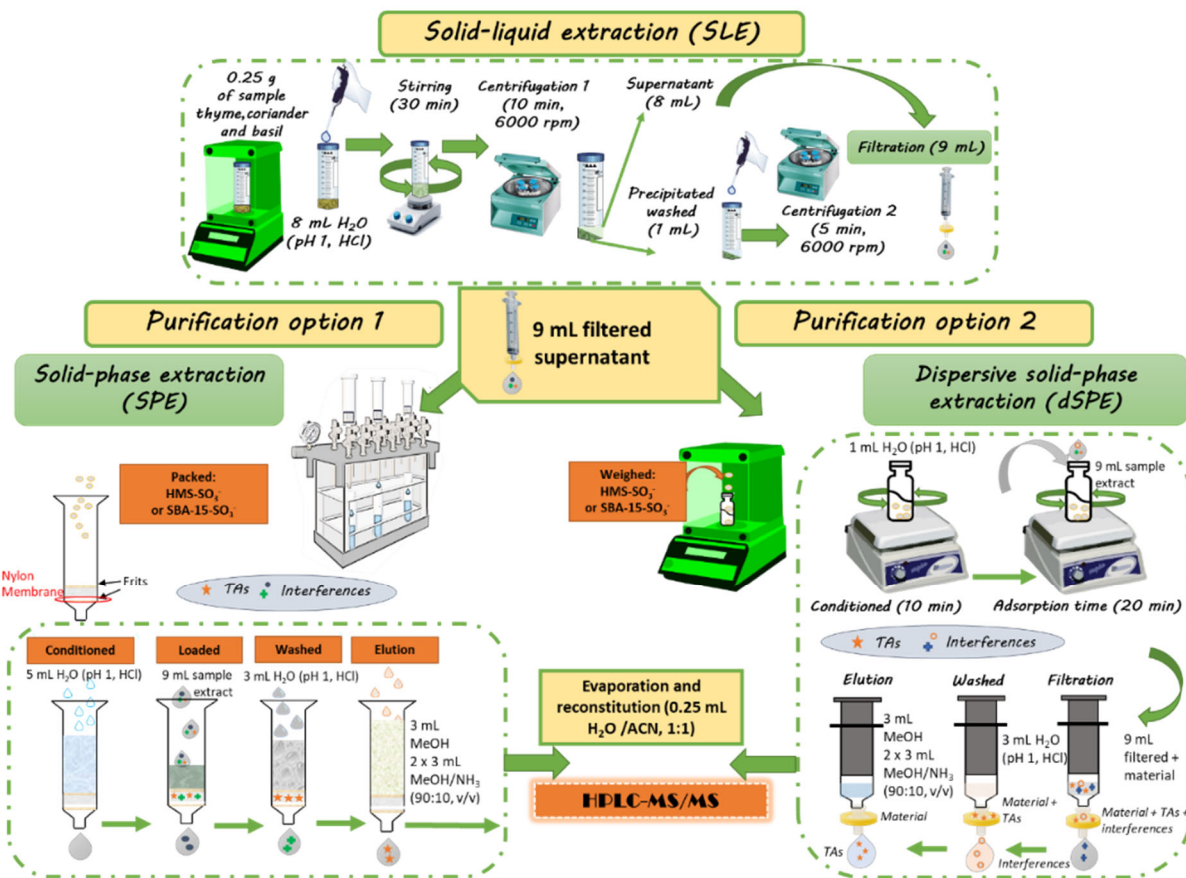 Solid-liquid extraction (SLE)
0.25 g
of sample
thyme,coriander
and basil
8 mL H₂O
(pH 1, HCl)
Stirring
(30 min)
Centrifugation 1
(10 min,
6000 rpm)
Supernatant
(8 mL)
Precipitated
washed
(1 mL)
Centrifugation 2
(5 min,
6000 rpm)
Filtration (9 mL)
Purification option 1
9 mL filtered
supernatant
Purification option 2
Solid-phase extraction
(SPE)
Packed:
HMS-SO₃⁻
or SBA-15-SO₃⁻
Nylon
Membrane
Frits
TAs
Interferences
Conditioned
Loaded
Washed
Elution
5 mL H₂O (pH 1, HCl)
9 mL sample
extract
3 mL H₂O (pH 1, HCl)
3 mL
MeOH
2 x 3 mL
MeOH/NH₃
(90:10, v/v)
Evaporation and
reconstitution (0.25 mL
H₂O /ACN, 1:1)
HPLC-MS/MS
Dispersive solid-phase
extraction (dSPE)
Weighed:
HMS-SO₃⁻
or SBA-15-SO₃⁻
1 mL H₂O (pH 1, HCl)
9 mL sample
extract
Conditioned (10 min)
Adsorption time (20 min)
TAs
Interferences
Elution
Washed
Filtration
3 mL
MeOH
2 x 3 mL
MeOH/NH₃
(90:10, v/v)
3 mL H₂O
(pH 1, HCl)
9 mL
filtered +
material
Material
Material +
TAs
Material + TAs +
interferences
TAs
Interferences